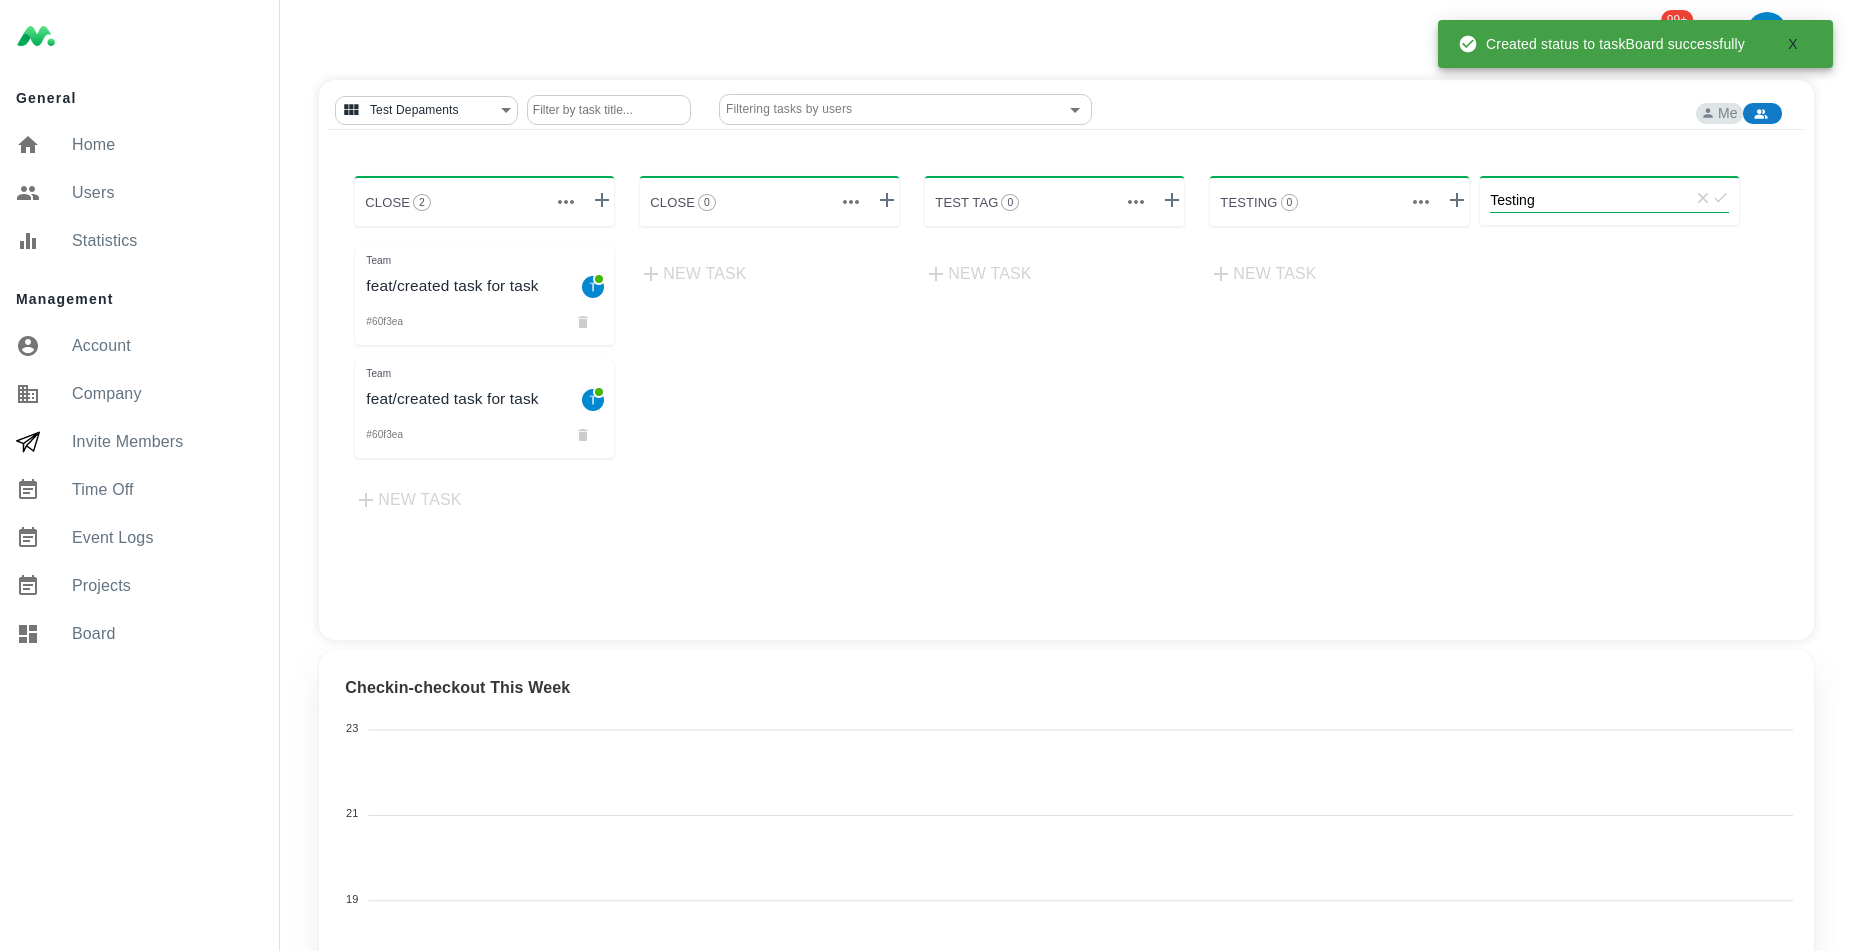 General
Home
Users
Statistics
Management
Account
Company
Invite Members
Time Off
Event Logs
Projects
Board
Created status to taskBoard successfully X
Test Depaments
Filter by task title...
Filtering tasks by users
Me
CLOSE 2
Team
feat/created task for task
T
#60f3ea
Team
feat/created task for task
T
#60f3ea
NEW TASK
CLOSE 0
NEW TASK
TEST TAG 0
NEW TASK
TESTING 0
NEW TASK
Testing
Checkin-checkout This Week
23
21
19